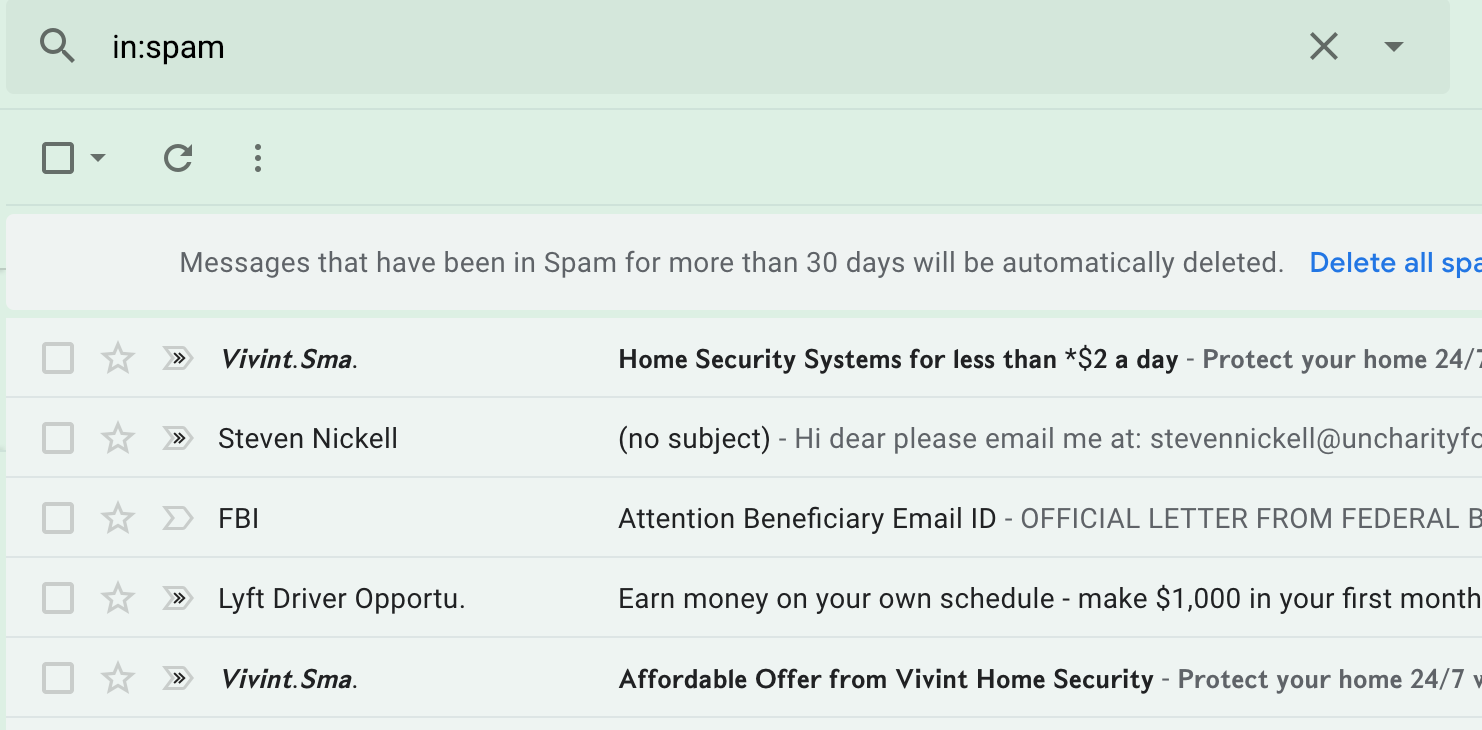 in:spam
Messages that have been in Spam for more than 30 days will be automatically deleted. Delete all
Vivint.Sma. Home Security Systems for less than *$2 a day - Protect your home 24/7
Steven Nickell (no subject) - Hi dear please email me at: stevennickell@uncharityfo
FBI Attention Beneficiary Email ID - OFFICIAL LETTER FROM FEDERAL
Lyft Driver Opportu. Earn money on your own schedule - make $1,000 in your first month
Vivint.Sma. Affordable Offer from Vivint Home Security - Protect your home 24/7